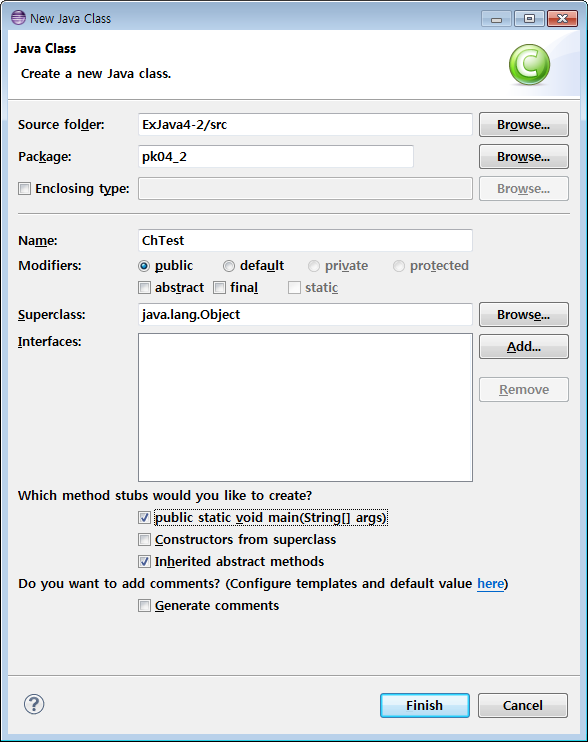 New Java Class
Java Class
Create a new Java class.
C
Source folder: ExJava4-2/src Browse...
Package: pk04_2 Browse...
Enclosing type: Browse...
Name: ChTest
Modifiers: public default private protected
abstract final static
Superclass: java.lang.Object Browse...
Interfaces: Add...
Remove
Which method stubs would you like to create?
public static void main(String[] args)
Constructors from superclass
Inherited abstract methods
Do you want to add comments? (Configure templates and default value here)
Generate comments
? Finish Cancel